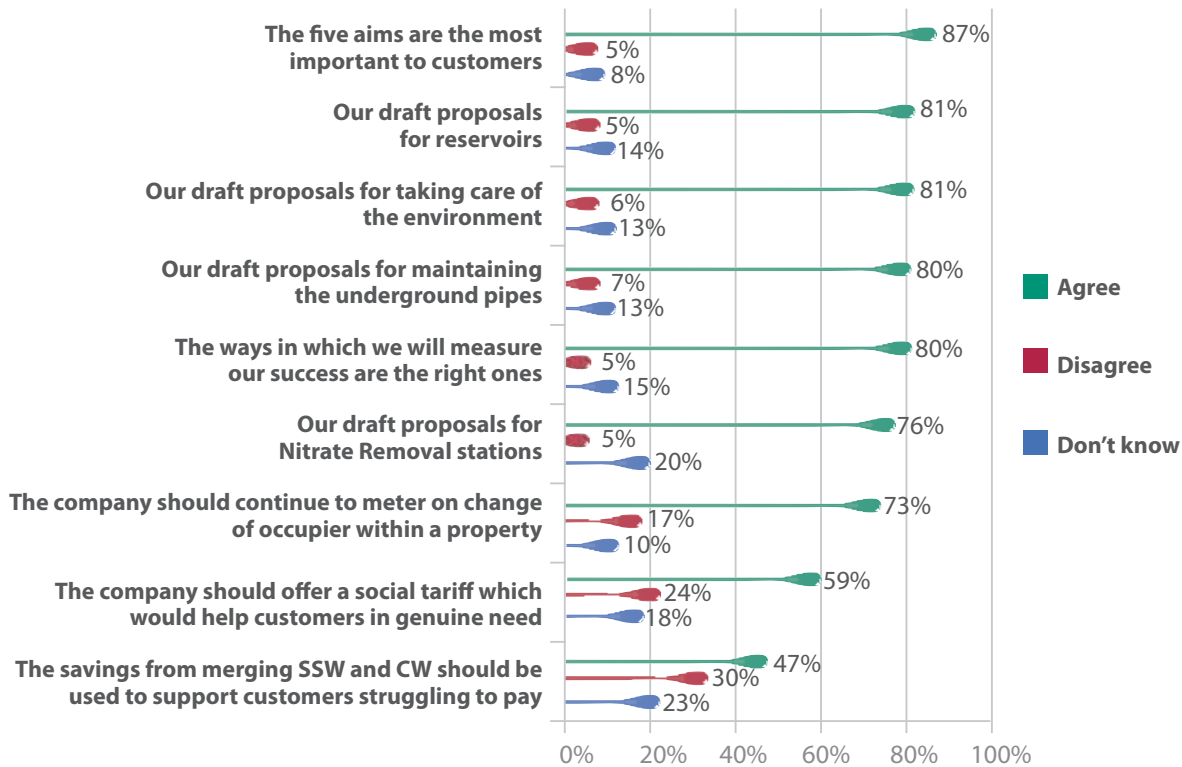 The five aims are the most
important to customers
87%
5%
8%
Our draft proposals
for reservoirs
81%
5%
14%
Our draft proposals for taking care of
the environment
81%
6%
13%
Our draft proposals for maintaining
the underground pipes
80%
7%
13%
The ways in which we will measure
our success are the right ones
80%
5%
15%
Our draft proposals for
Nitrate Removal stations
76%
5%
20%
The company should continue to meter on change
of occupier within a property
73%
17%
10%
The company should offer a social tariff which
would help customers in genuine need
59%
24%
18%
The savings from merging SSW and CW should be
used to support customers struggling to pay
47%
30%
23%
0% 20% 40% 60% 80% 100%
Agree
Disagree
Don’t know